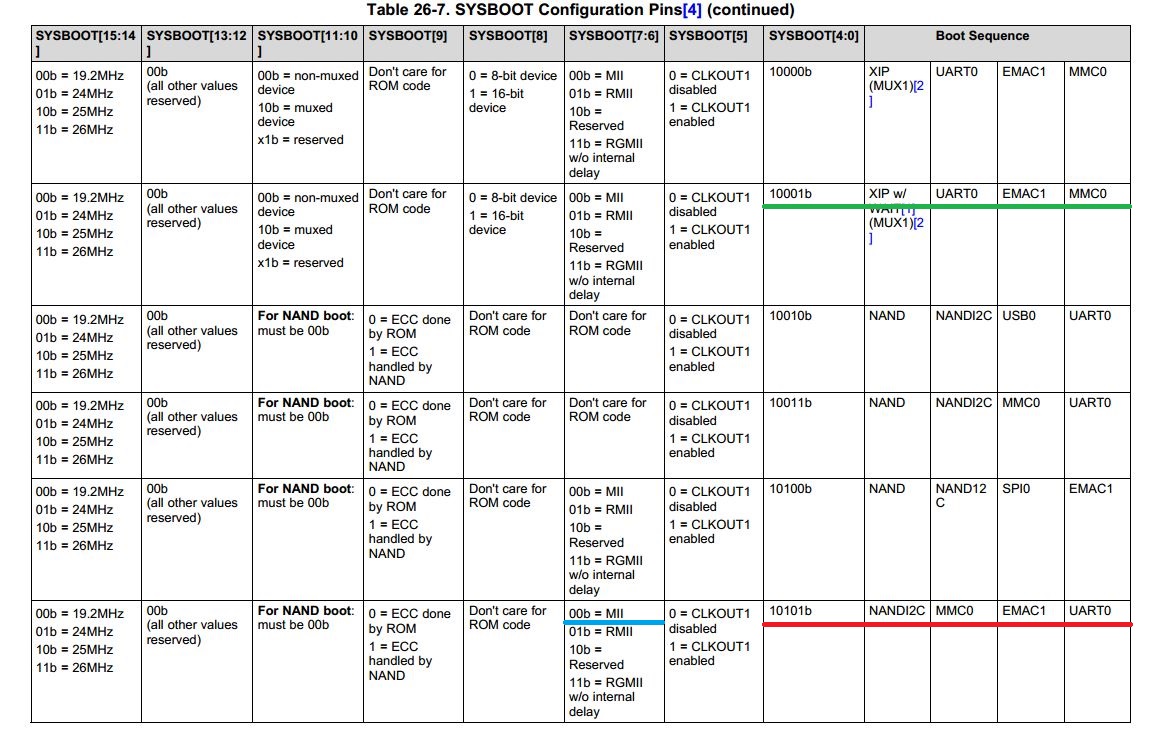 Table 26-7. SYSBOOT Configuration Pins[4] (continued)
SYSBOOT[15:14
]
SYSBOOT[13:12
]
SYSBOOT[11:10
]
SYSBOOT[9]
SYSBOOT[8]
SYSBOOT[7:6]
SYSBOOT[5]
SYSBOOT[4:0]
Boot Sequence
00b = 19.2MHz
01b = 24MHz
10b = 25MHz
11b = 26MHz
00b
(all other values
reserved)
00b = non-muxed
device
10b = muxed
device
x1b = reserved
Don't care for
ROM code
0 = 8-bit device
1 = 16-bit
device
00b = MII
01b = RMII
10b =
Reserved
11b = RGMII
w/o internal
delay
0 = CLKOUT1
disabled
1 = CLKOUT1
enabled
10000b
XIP
(MUX1)[2
]
UART0
EMAC1
MMC0
00b = 19.2MHz
01b = 24MHz
10b = 25MHz
11b = 26MHz
00b
(all other values
reserved)
00b = non-muxed
device
10b = muxed
device
x1b = reserved
Don't care for
ROM code
0 = 8-bit device
1 = 16-bit
device
00b = MII
01b = RMII
10b =
Reserved
11b = RGMII
w/o internal
delay
0 = CLKOUT1
disabled
1 = CLKOUT1
enabled
10001b
XIP w/
WAIT[1]
(MUX1)[2
]
UART0
EMAC1
MMC0
00b = 19.2MHz
01b = 24MHz
10b = 25MHz
11b = 26MHz
00b
(all other values
reserved)
For NAND boot:
must be 00b
0 = ECC done
by ROM
1 = ECC
handled by
NAND
Don't care for
ROM code
Don't care for
ROM code
0 = CLKOUT1
disabled
1 = CLKOUT1
enabled
10010b
NAND
NANDI2C
USB0
UART0
00b = 19.2MHz
01b = 24MHz
10b = 25MHz
11b = 26MHz
00b
(all other values
reserved)
For NAND boot:
must be 00b
0 = ECC done
by ROM
1 = ECC
handled by
NAND
Don't care for
ROM code
Don't care for
ROM code
0 = CLKOUT1
disabled
1 = CLKOUT1
enabled
10011b
NAND
NANDI2C
MMC0
UART0
00b = 19.2MHz
01b = 24MHz
10b = 25MHz
11b = 26MHz
00b
(all other values
reserved)
For NAND boot:
must be 00b
0 = ECC done
by ROM
1 = ECC
handled by
NAND
Don't care for
ROM code
00b = MII
01b = RMII
10b =
Reserved
11b = RGMII
w/o internal
delay
0 = CLKOUT1
disabled
1 = CLKOUT1
enabled
10100b
NAND
NAND12
C
SPI0
EMAC1
00b = 19.2MHz
01b = 24MHz
10b = 25MHz
11b = 26MHz
00b
(all other values
reserved)
For NAND boot:
must be 00b
0 = ECC done
by ROM
1 = ECC
handled by
NAND
Don't care for
ROM code
00b = MII
01b = RMII
10b =
Reserved
11b = RGMII
w/o internal
delay
0 = CLKOUT1
disabled
1 = CLKOUT1
enabled
10101b
NANDI2C
MMC0
EMAC1
UART0